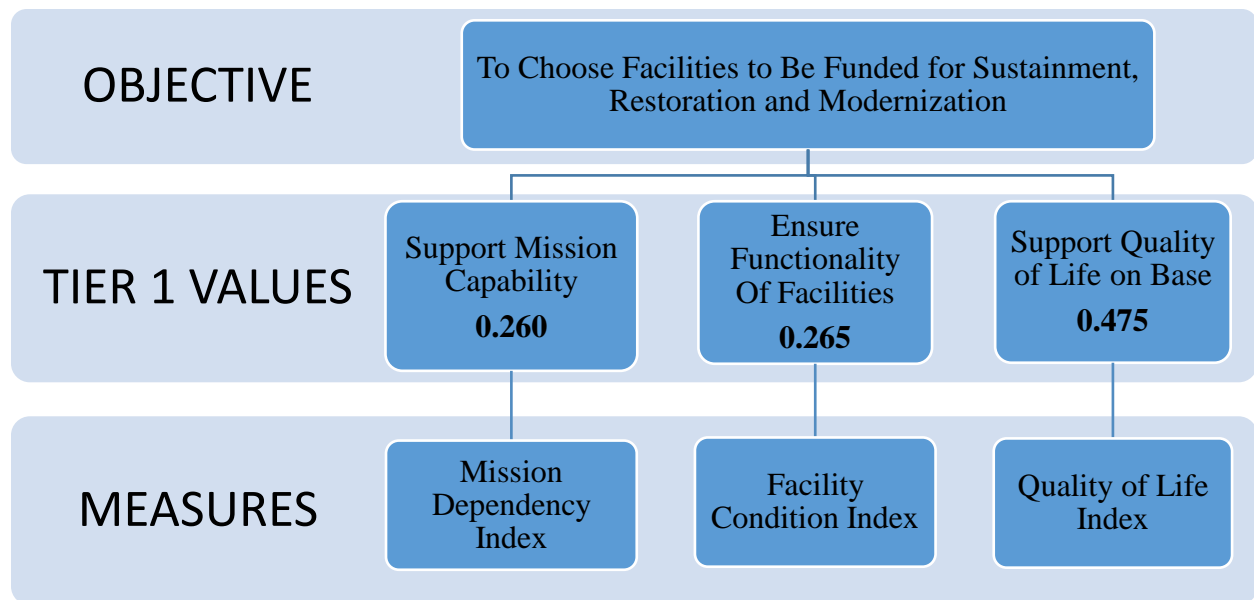 OBJECTIVE
To Choose Facilities to Be Funded for Sustainment,
Restoration and Modernization
TIER 1 VALUES
Support Mission
Capability
0.260
Ensure
Functionality
Of Facilities
0.265
Support Quality
of Life on Base
0.475
MEASURES
Mission
Dependency
Index
Facility
Condition Index
Quality of Life
Index